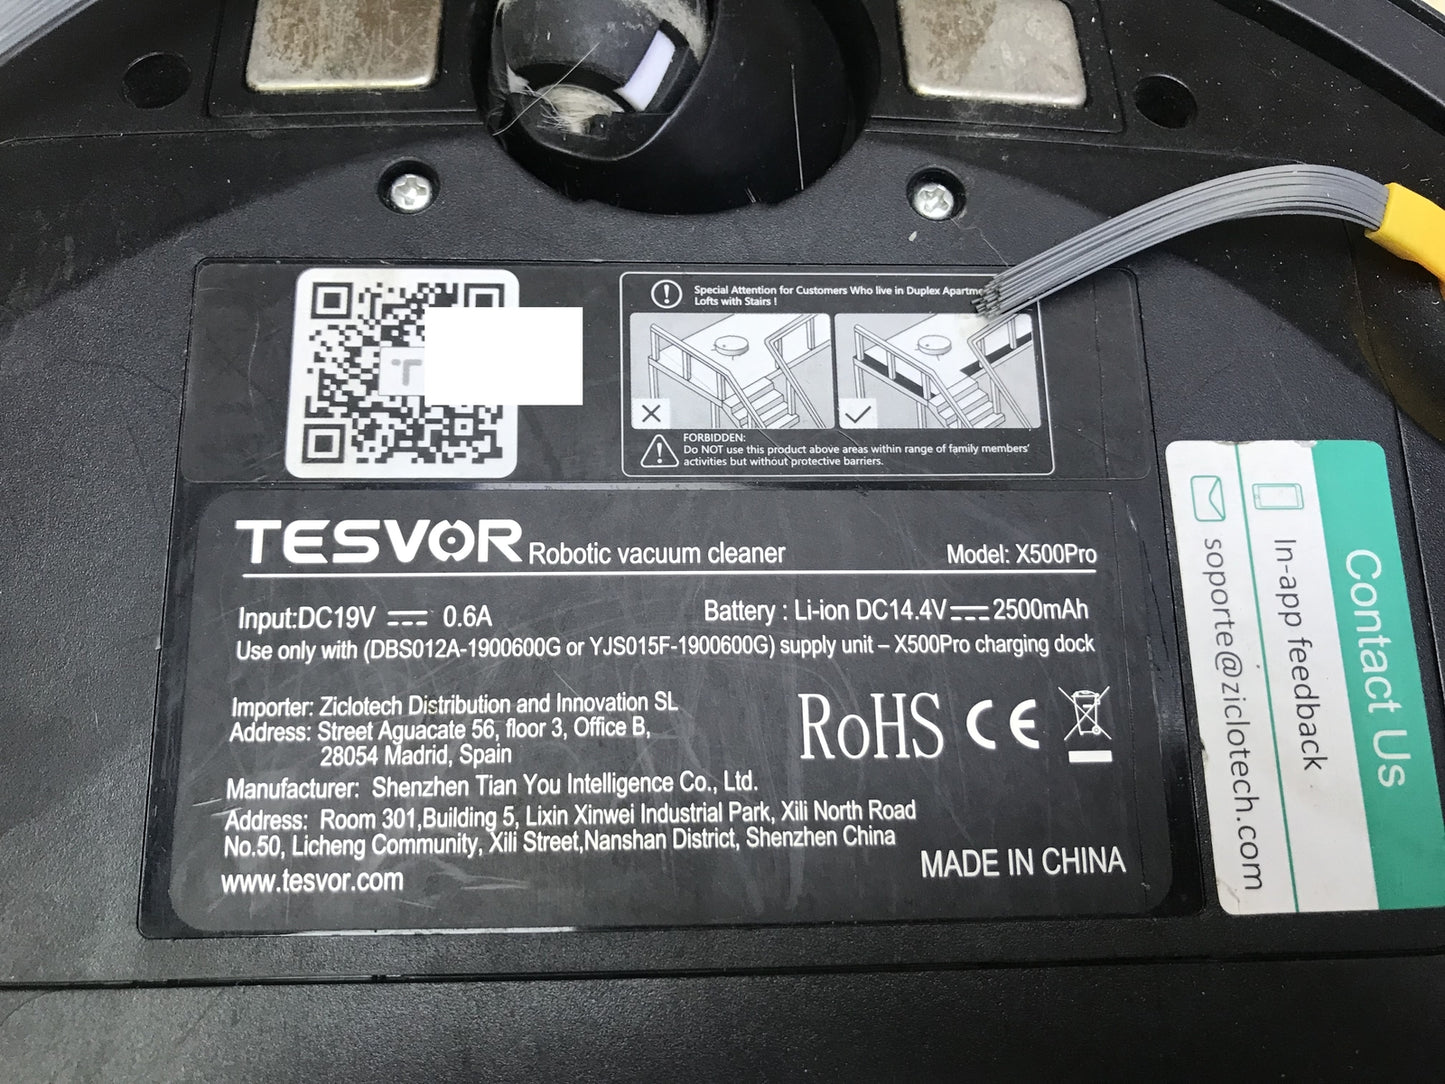 Special Attention for Customers Who live in Duplex
Lofts with Stairs !
FORBIDDEN:
Do NOT use this product above areas within range of family members'
activities but without protective barriers.
TESVOR Robotic vacuum cleaner
Model: X500Pro
Input:DC19V ⎓ 0.6A
Battery : Li-ion DC14.4V⎓2500mAh
Use only with (DBS012A-1900600G or YJS015F-1900600G) supply unit – X500Pro charging dock
Importer: Ziclotech Distribution and Innovation SL
Address: Street Aguacate 56, floor 3, Office B,
28054 Madrid, Spain
RoHS CE
Manufacturer: Shenzhen Tian You Intelligence Co., Ltd.
Address: Room 301,Building 5, Lixin Xinwei Industrial Park, Xili North Road
No.50, Licheng Community, Xili Street,Nanshan District, Shenzhen China
www.tesvor.com
MADE IN CHINA
Contact Us
In-app feedback
soporte@ziclotech.com